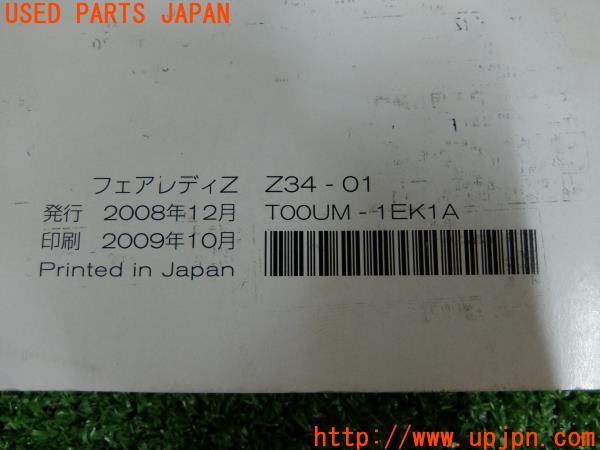 USED PARTS JAPAN
フェアレディZ Z34 - 01
発行 2008年12月 T00UM - 1EK1A
印刷 2009年10月
Printed in Japan
http://www.upjpn.com/